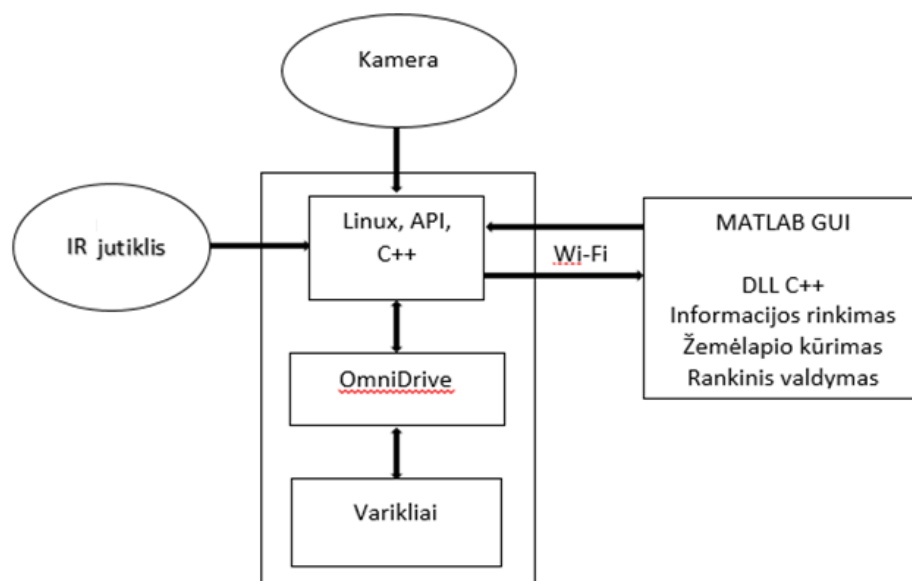 Kamera
IR jutiklis
Linux, API,
C++
Wi-Fi
MATLAB GUI
DLL C++
Informacijos rinkimas
Žemėlapio kūrimas
Rankinis valdymas
OmniDrive
Varikliai